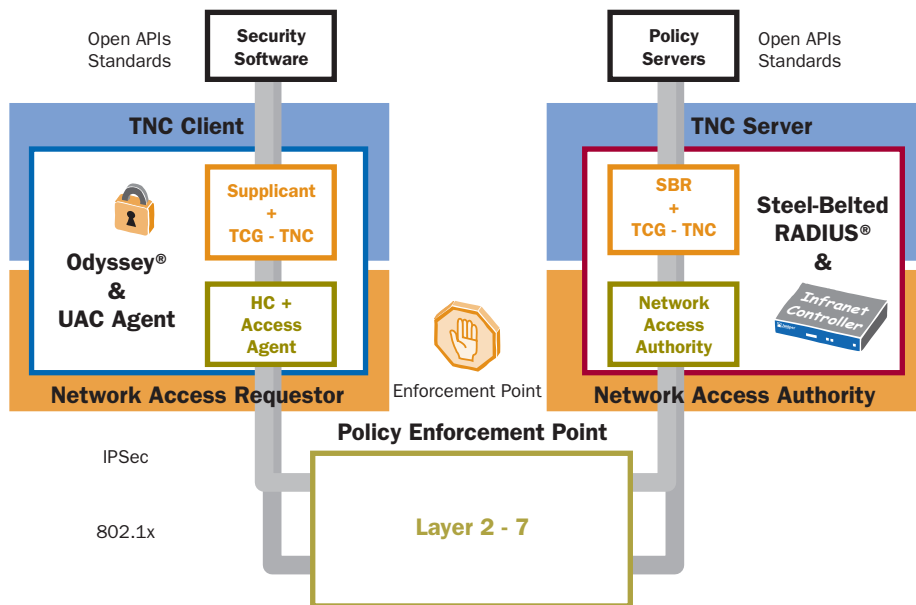 Open APIs
Standards
Security
Software
Policy
Servers
Open APIs
Standards
TNC Client
TNC Server
Supplicant
+
TCG - TNC
Odyssey®
&
UAC Agent
HC +
Access
Agent
SBR
+
TCG - TNC
Steel-Belted
RADIUS®
&
Network
Access
Authority
Infranet
Controller
Network Access Requestor
Enforcement Point
Network Access Authority
Policy Enforcement Point
IPSec
802.1x
Layer 2 - 7